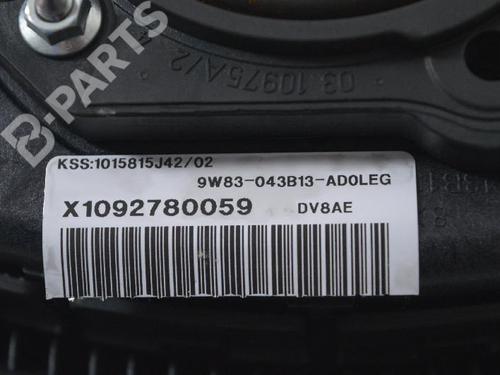 B-PARTS
03 10975A/2
KSS:1015815J42/02
9W83-043B13-AD0LEG
X1092780059
DV8AE